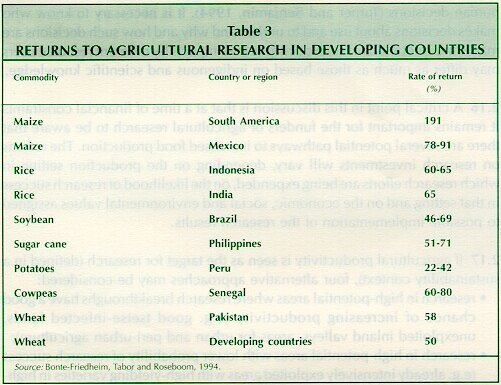 Table 3
RETURNS TO AGRICULTURAL RESEARCH IN DEVELOPING COUNTRIES
Commodity Country or region Rate of return
(%)
Maize South America 191
Maize Mexico 78-91
Rice Indonesia 60-65
Rice India 65
Soybean Brazil 46-69
Sugar cane Philippines 51-71
Potatoes Peru 22-42
Cowpeas Senegal 60-80
Wheat Pakistan 58
Wheat Developing countries 50
Source: Bonte-Friedheim, Tabor and Roseboom, 1994.